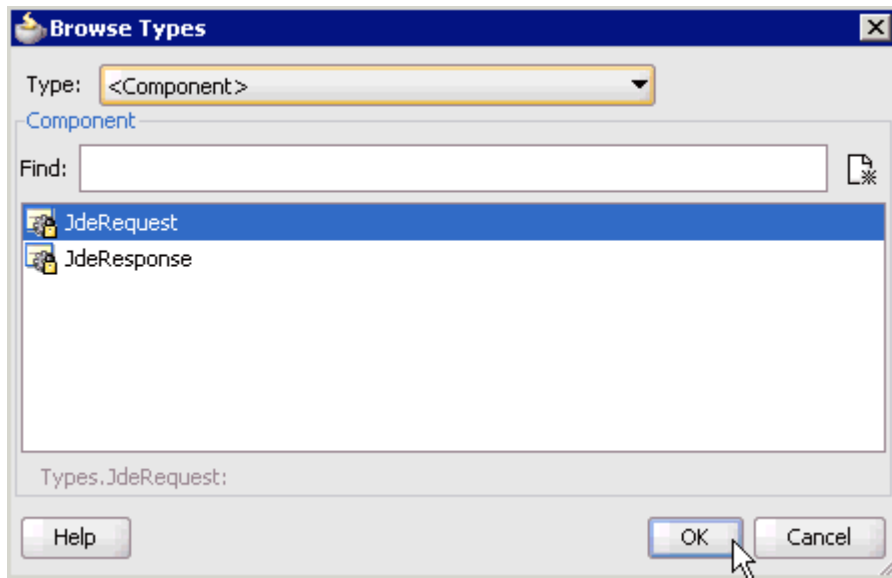 Browse Types
Type: <Component>
Component
Find:
JdeRequest
JdeResponse
Types.JdeRequest:
Help OK Cancel